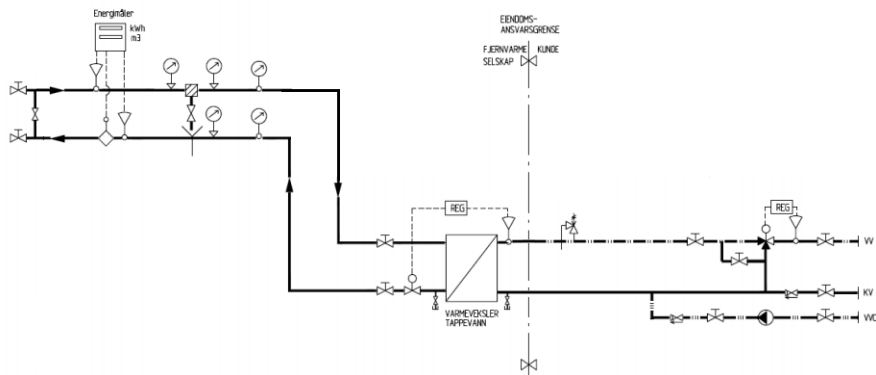 Energimåler
kWh
m3
EIENDOMS-
ANSVARSGRENSE
FJERNVARME KUNDE
SELSKAP
REG
REG
VV
KV
VVC
VARMEVEKSLER
TAPPEVANN